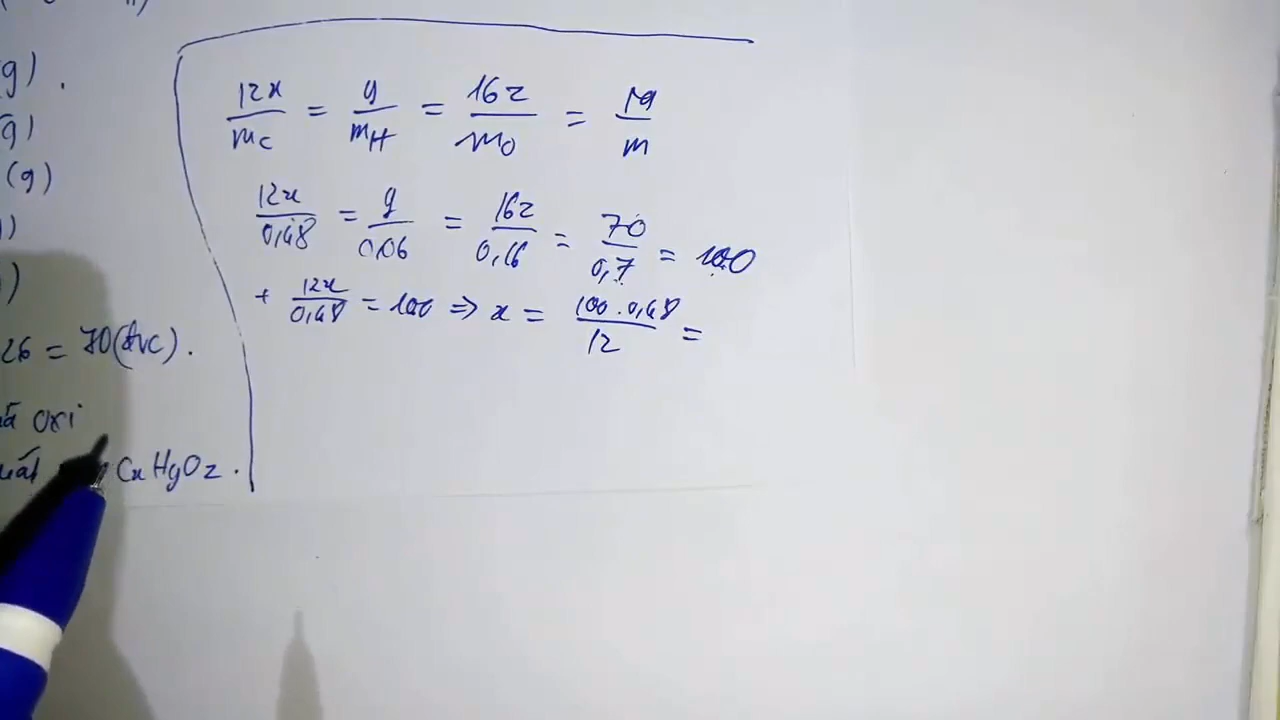 g) .
g)
(g)
)
)
26 = 70(đvC).
oxi
CxHyOz .
12x/mC = y/mH = 16z/mO = M/m
12x/0,48 = y/0,06 = 16z/0,16 = 70/0,7 = 100
+ 12x/0,48 = 100 ⇒ x = 100.0,48/12 =